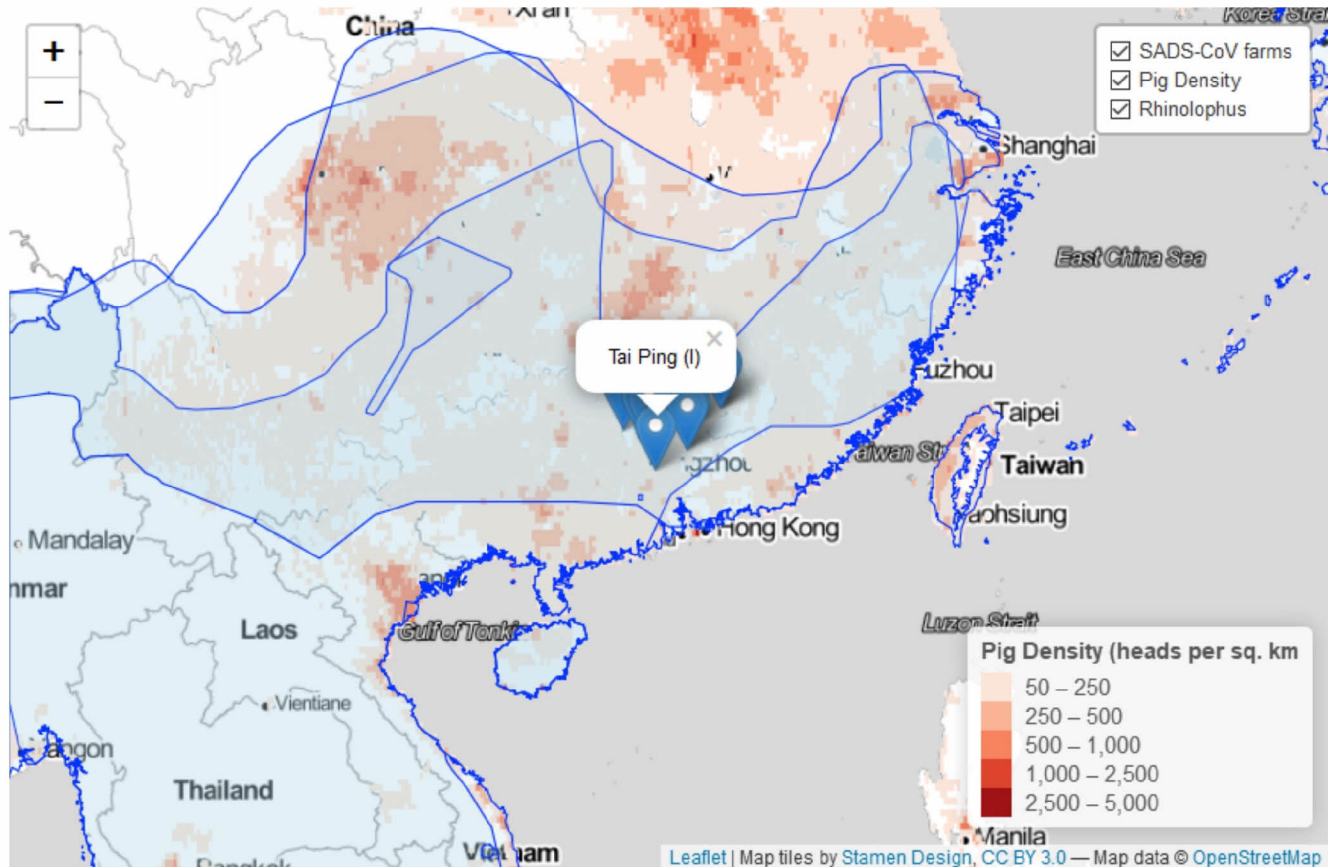 +
−
China
Korea Strait
SADS-CoV farms
Pig Density
Rhinolophus
Shanghai
East China Sea
Tai Ping (I)
×
Fuzhou
Taipei
Taiwan
Hong Kong
Mandalay
Laos
Gulf of Tonkin
Luzon Strait
Vientiane
Thailand
Pig Density (heads per sq. km
50 – 250
250 – 500
500 – 1,000
1,000 – 2,500
2,500 – 5,000
Manila
Leaflet | Map tiles by Stamen Design, CC BY 3.0 — Map data © OpenStreetMap